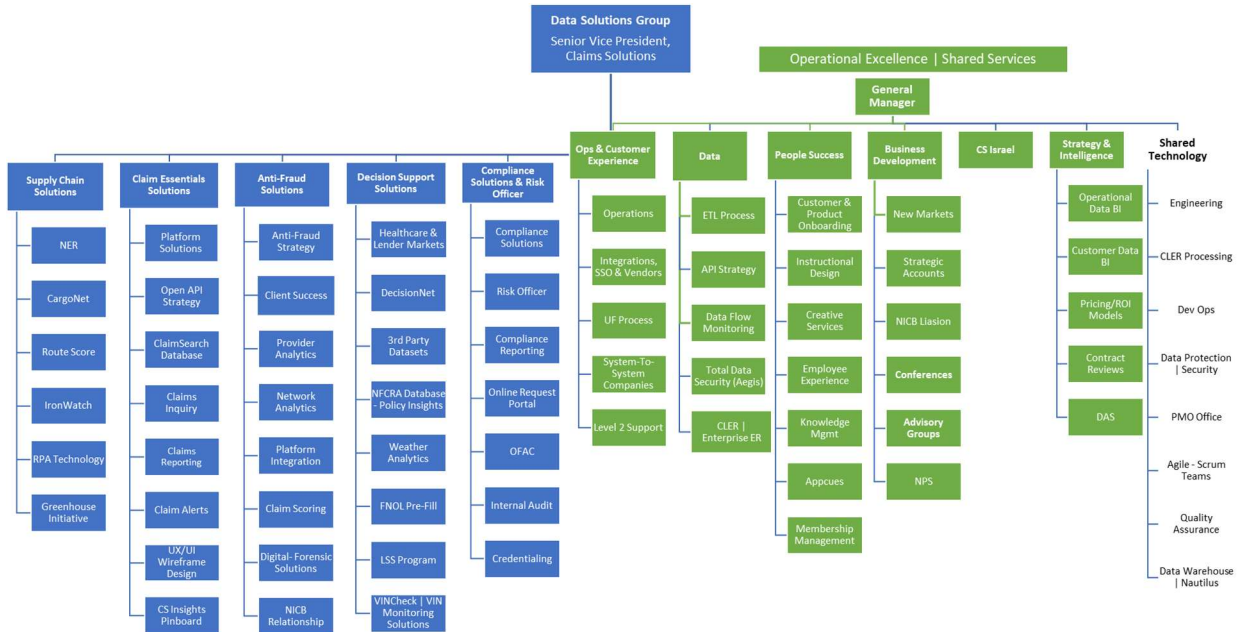 Data Solutions Group
Senior Vice President,
Claims Solutions
Operational Excellence | Shared Services
General
Manager
Supply Chain
Solutions
NER
CargoNet
Route Score
IronWatch
RPA Technology
Greenhouse
Initiative
Claim Essentials
Solutions
Platform
Solutions
Open API
Strategy
ClaimSearch
Database
Claims
Inquiry
Claims
Reporting
Claim Alerts
UX/UI
Wireframe
Design
CS Insights
Pinboard
Anti-Fraud
Solutions
Anti-Fraud
Strategy
Client Success
Provider
Analytics
Network
Analytics
Platform
Integration
Claim Scoring
Digital- Forensic
Solutions
NICB
Relationship
Decision Support
Solutions
Healthcare &
Lender Markets
DecisionNet
3rd Party
Datasets
NFCRA Database
- Policy Insights
Weather
Analytics
FNOL Pre-Fill
LSS Program
VINCheck | VIN
Monitoring
Solutions
Compliance
Solutions & Risk
Officer
Compliance
Solutions
Risk Officer
Compliance
Reporting
Online Request
Portal
OFAC
Internal Audit
Credentialing
Ops & Customer
Experience
Operations
Integrations,
SSO & Vendors
UF Process
System-To-
System
Companies
Level 2 Support
Data
ETL Process
API Strategy
Data Flow
Monitoring
Total Data
Security (Aegis)
CLER |
Enterprise ER
People Success
Customer &
Product
Onboarding
Instructional
Design
Creative
Services
Employee
Experience
Knowledge
Mgmt
Appcues
Membership
Management
Business
Development
New Markets
Strategic
Accounts
NICB Liasion
Conferences
Advisory
Groups
NPS
CS Israel
Strategy &
Intelligence
Operational
Data BI
Customer Data
BI
Pricing/ROI
Models
Contract
Reviews
DAS
Shared
Technology
Engineering
CLER Processing
Dev Ops
Data Protection
| Security
PMO Office
Agile - Scrum
Teams
Quality
Assurance
Data Warehouse
| Nautilus